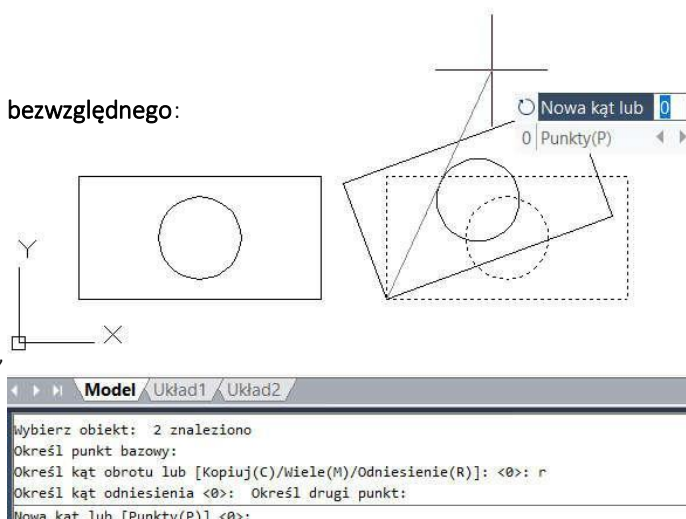 bezwzględnego:
Nowa kąt lub 0
0 Punkty(P)
Y
X
Model Układ1 Układ2
Wybierz obiekt: 2 znaleziono
Określ punkt bazowy:
Określ kąt obrotu lub [Kopiuj(C)/Wiele(M)/Odniesienie(R)]: <0>: r
Określ kąt odniesienia <0>: Określ drugi punkt:
Nowa kąt lub [Punkty(P)] <0>: